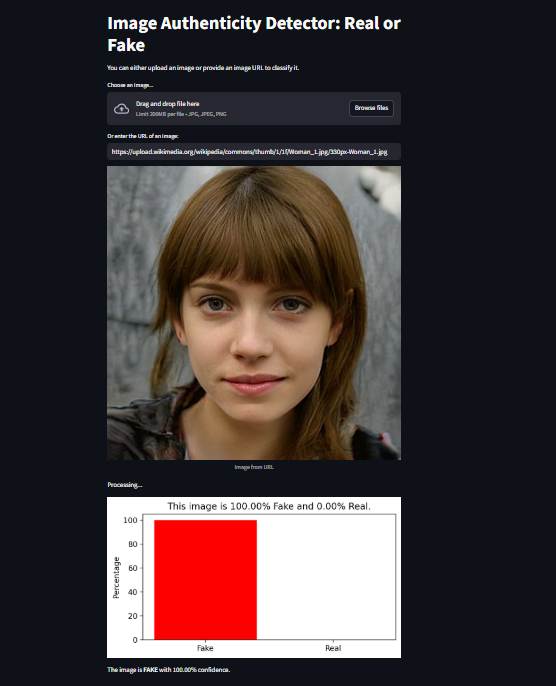 Image Authenticity Detector: Real or
Fake
You can either upload an image or provide an image URL to classify it.
Choose an image...
Drag and drop file here
Limit 200MB per file • JPG, JPEG, PNG
Browse files
Or enter the URL of an image:
https://upload.wikimedia.org/wikipedia/commons/thumb/1/1f/Woman_1.jpg/330px-Woman_1.jpg
Image from URL
Processing...
This image is 100.00% Fake and 0.00% Real.
100
80
60
40
20
0
Percentage
Fake Real
The image is FAKE with 100.00% confidence.